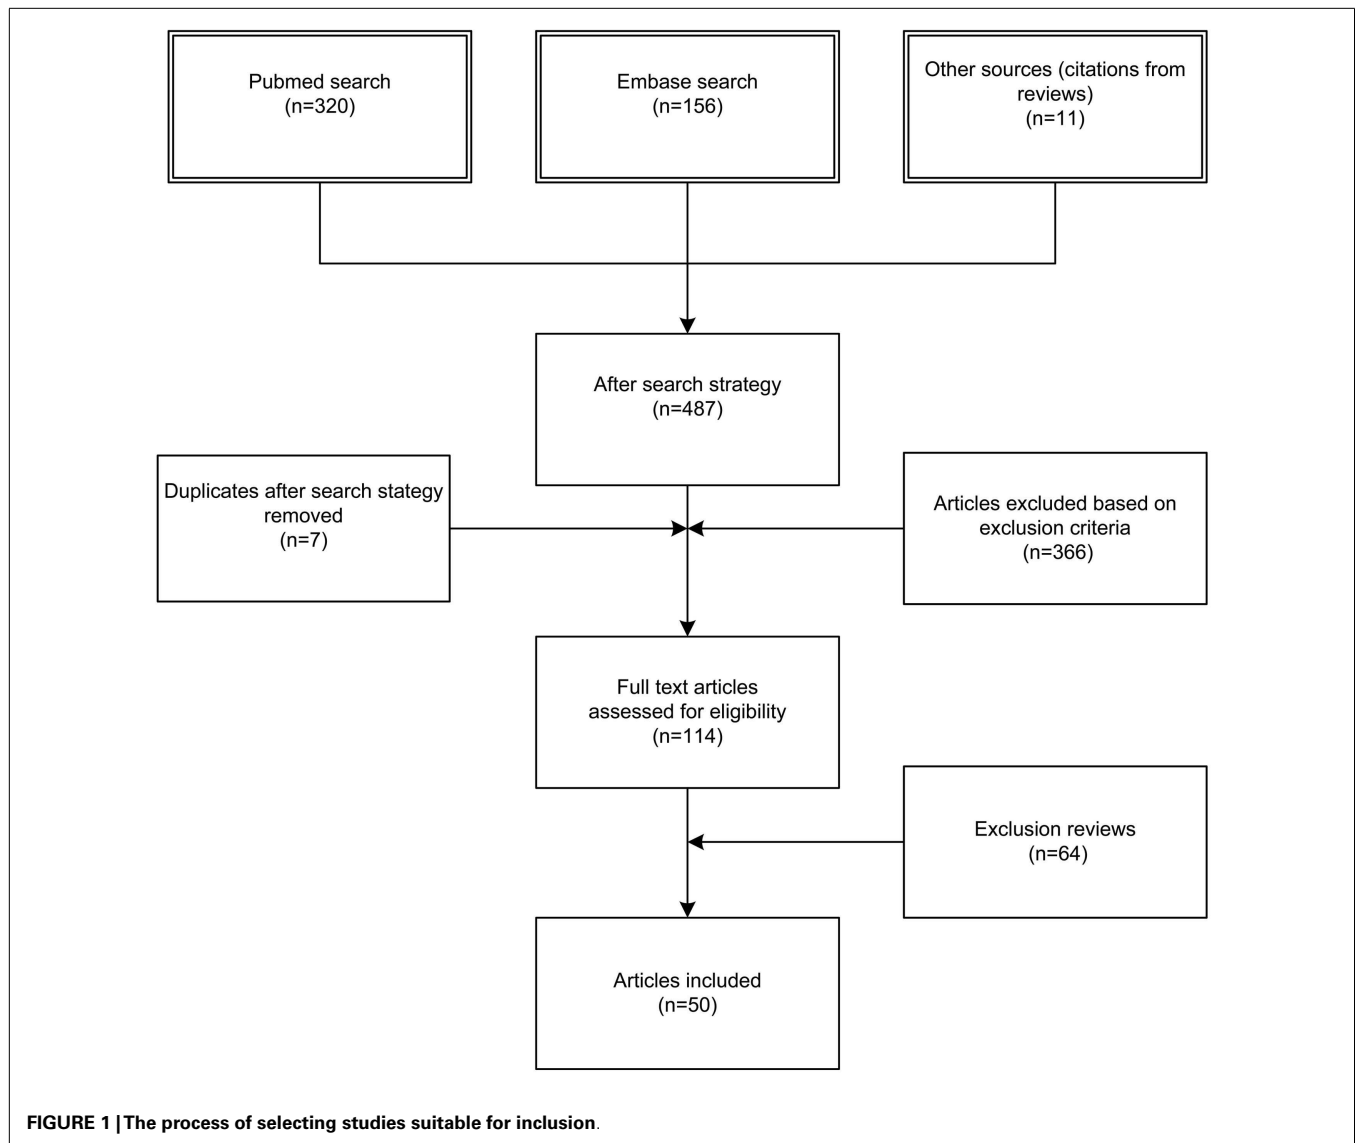 Pubmed search
(n=320)
Embase search
(n=156)
Other sources (citations from
reviews)
(n=11)
After search strategy
(n=487)
Duplicates after search stategy
removed
(n=7)
Articles excluded based on
exclusion criteria
(n=366)
Full text articles
assessed for eligibility
(n=114)
Exclusion reviews
(n=64)
Articles included
(n=50)
FIGURE 1 | The process of selecting studies suitable for inclusion.